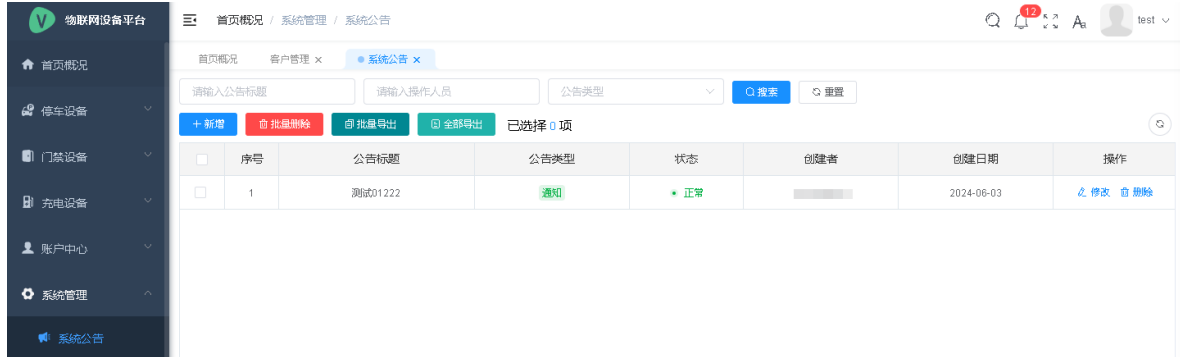 物联网设备平台
首页概况 / 系统管理 / 系统公告
12
test
首页概况
停车设备
门禁设备
充电设备
账户中心
系统管理
系统公告
首页概况 客户管理 系统公告
请输入公告标题 请输入操作人员 公告类型 搜索 重置
新增 批量删除 批量导出 全部导出 已选择 0 项
序号 公告标题 公告类型 状态 创建者 创建日期 操作
1 测试01222 通知 正常 2024-06-03 修改 删除